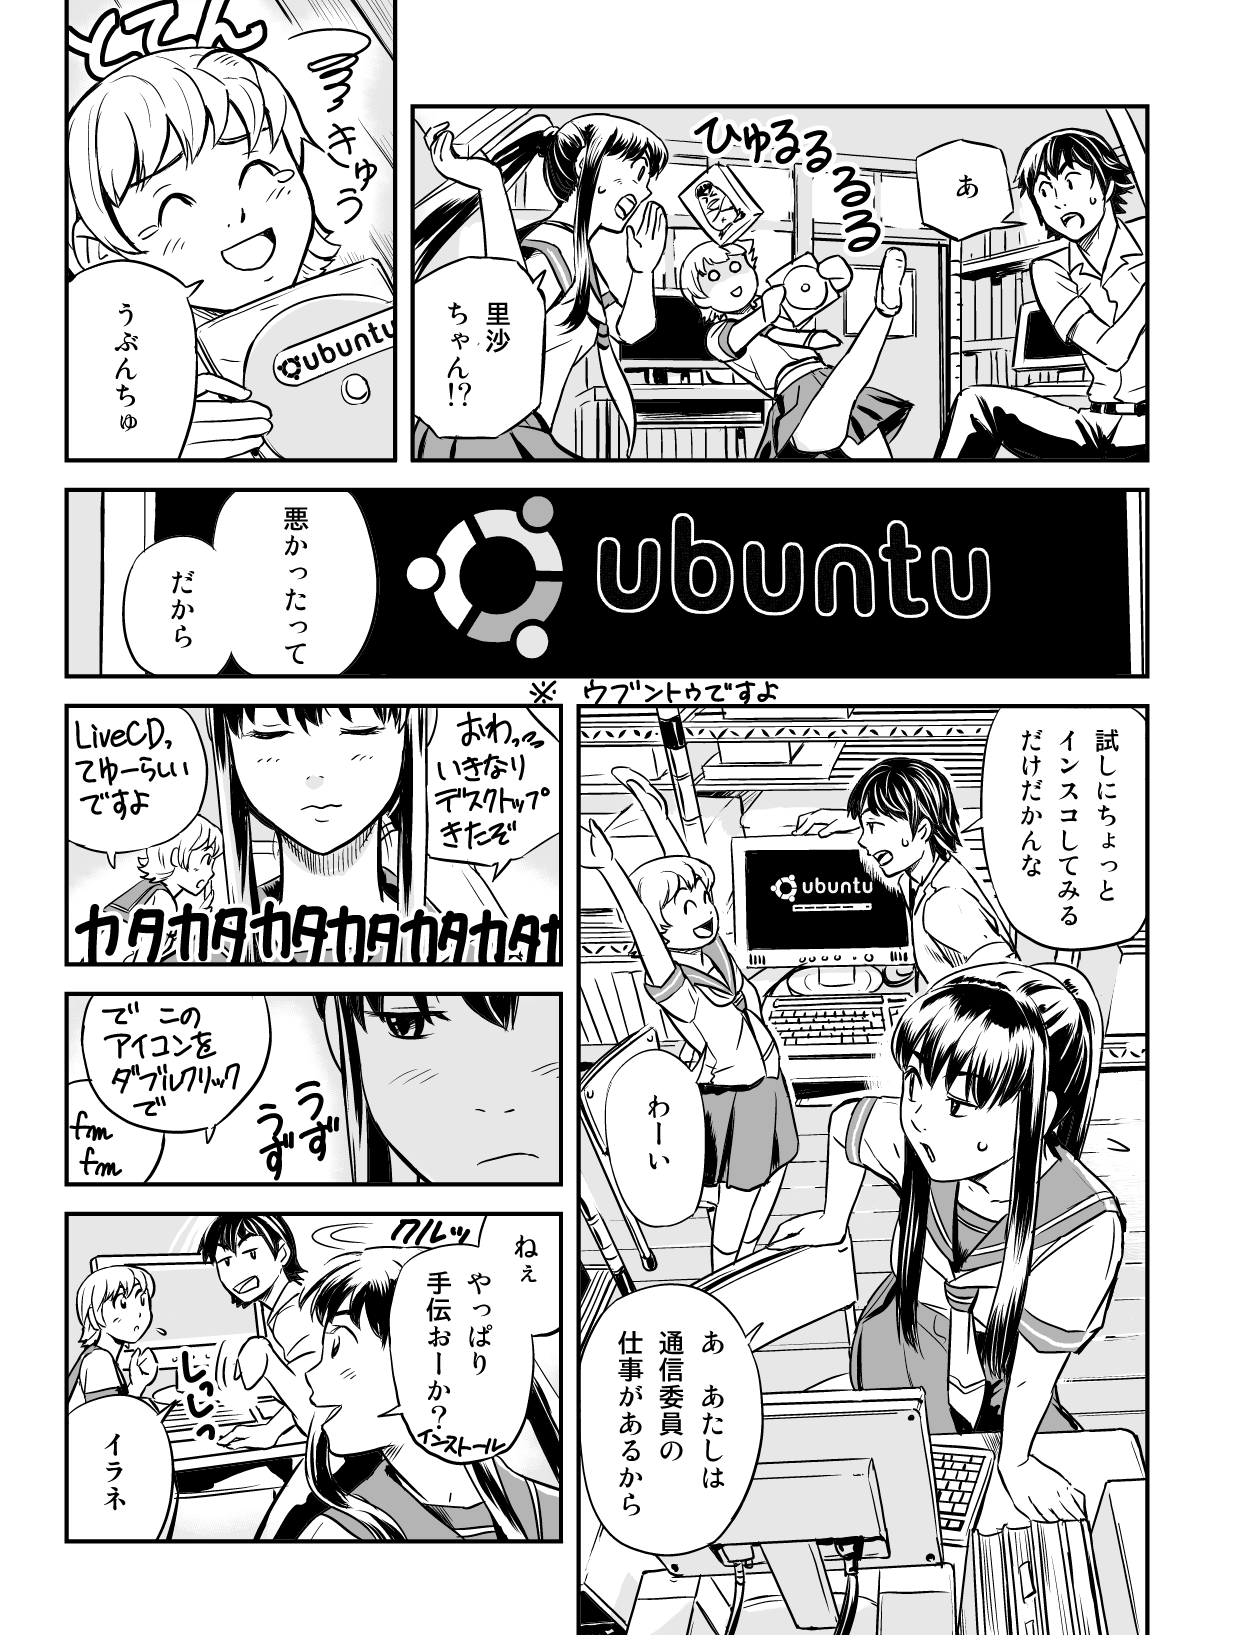 あ
ひゅるるるる
里沙
ちゃん!?
とてん
きゅう
うぶんちゅ
ubuntu
ubuntu
悪かったって
だから
※ ウブントゥですよ
試しにちょっと
インスコしてみる
だけだかんな
ubuntu
わーい
あ あたしは
通信委員の
仕事があるから
おわっ
いきなり
デスクトップ
きたぞ
LiveCD、
てゆーらしい
ですよ
カタカタカタカタカタカタカ
で このア
イコンを
ダブルクリック
で
fm
fm
うず
うず
クルッ
ねぇ
やっぱり
手伝おーか?
インストール
しっしっ
イラネ